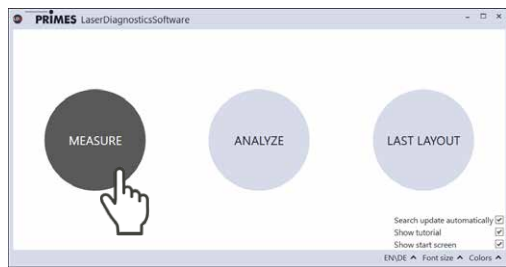 PRIMES LaserDiagnosticsSoftware
MEASURE
ANALYZE
LAST LAYOUT
Search update automatically
Show tutorial
Show start screen
EN\DE Font size Colors